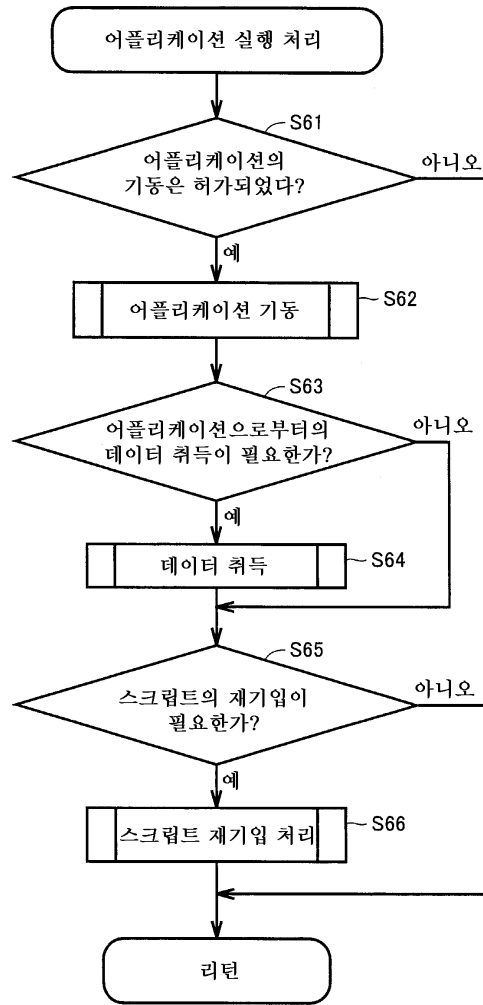 어플리케이션 실행 처리
S61
어플리케이션의
기동은 허가되었다?
아니오
예
어플리케이션 기동
S62
S63
어플리케이션으로부터의
데이터 취득이 필요한가?
아니오
예
데이터 취득
S64
S65
스크립트의 재기입이
필요한가?
아니오
예
스크립트 재기입 처리
S66
리턴